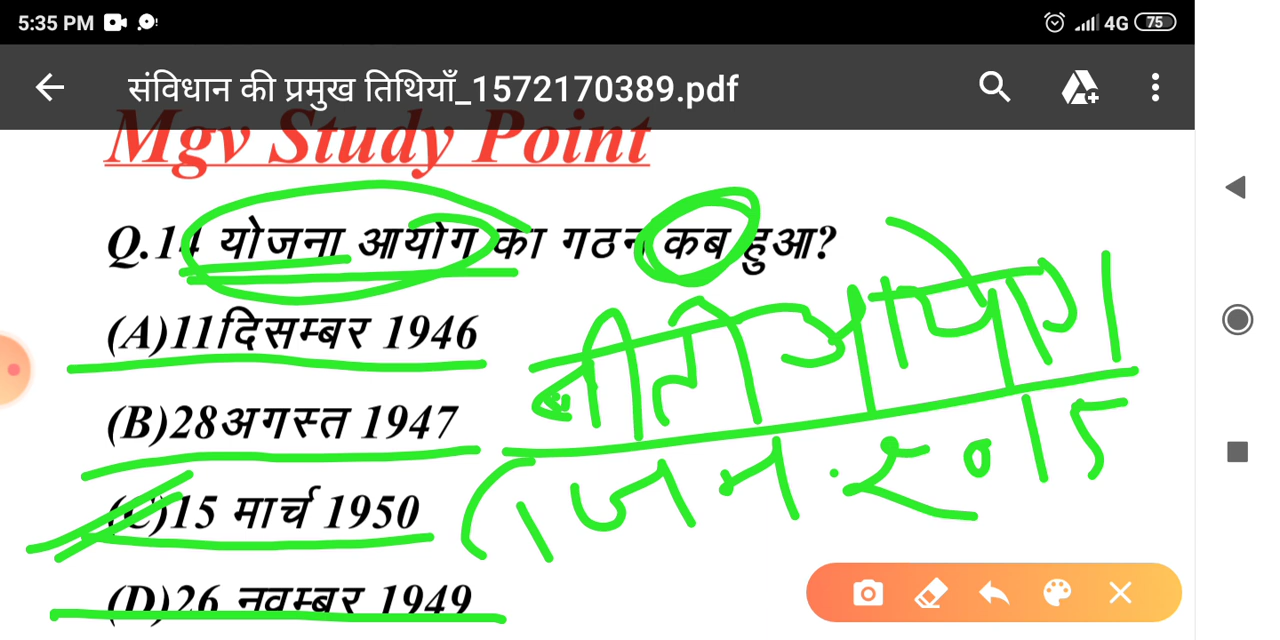 5:35 PM
4G 75
संविधान की प्रमुख तिथियाँ_1572170389.pdf
Mgv Study Point
Q.14 योजना आयोग का गठन कब हुआ?
(A)11दिसम्बर 1946
(B)28अगस्त 1947
(C)15 मार्च 1950
(D)26 नवम्बर 1949
नीती आयोग
1 जन. 2015